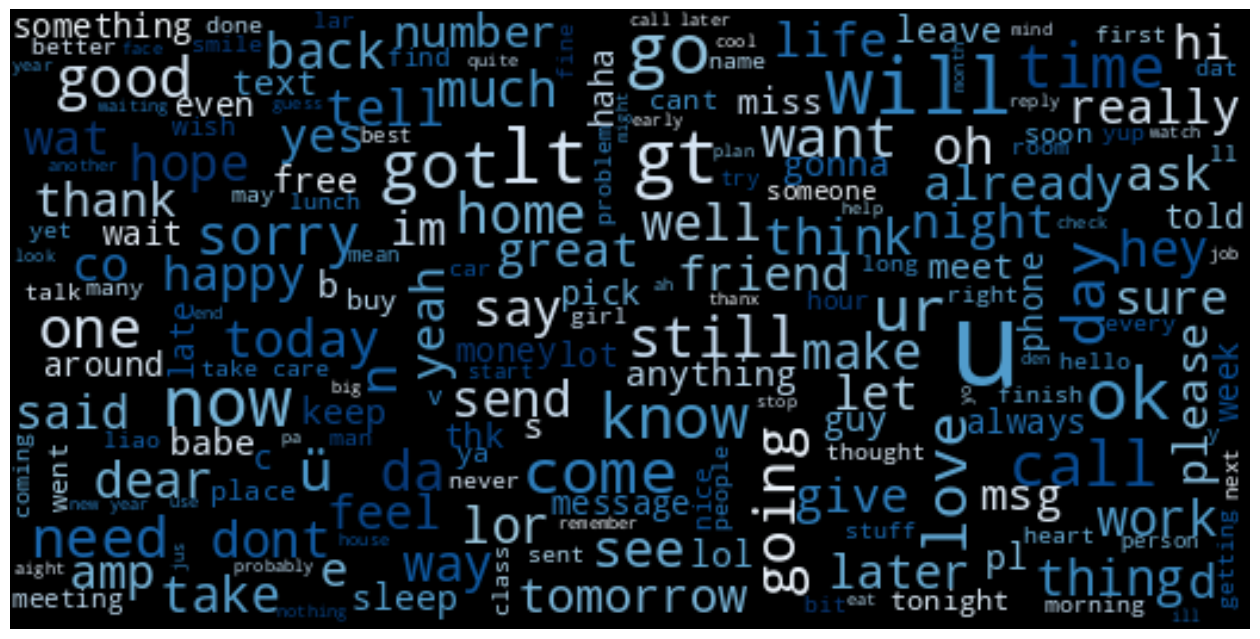 something done lar
better face smile
back number find quite
call later
go cool
name
life leave mind first hi
year good text tell much fine haha
cant miss will month time dat
waiting even guess
early reply really
wat wish yes best
another hope
got lt gt plan want gonna oh soon yup watch
room
problem might
free may lunch try someone already ask ll
thank home well help night check told
yet wait sorry im great think
look co happy mean car ah friend long meet day hey job
talk many b buy yeah pick thanx hour right phone sure
one late end today say girl still ur u every
around take care n money lot make den hello
start anything
said now big keep v send s know stop let yo finish ok please week
liao babe pa man thk guy always y
coming went c ü da ya never come going thought love call next
dear place message nice people give msg
new year use feel lor remember stuff heart work
need jus dont house way see lol person getting
aight amp probably e class sent later pl thing d
meeting take nothing sleep tomorrow bit eat tonight morning ill